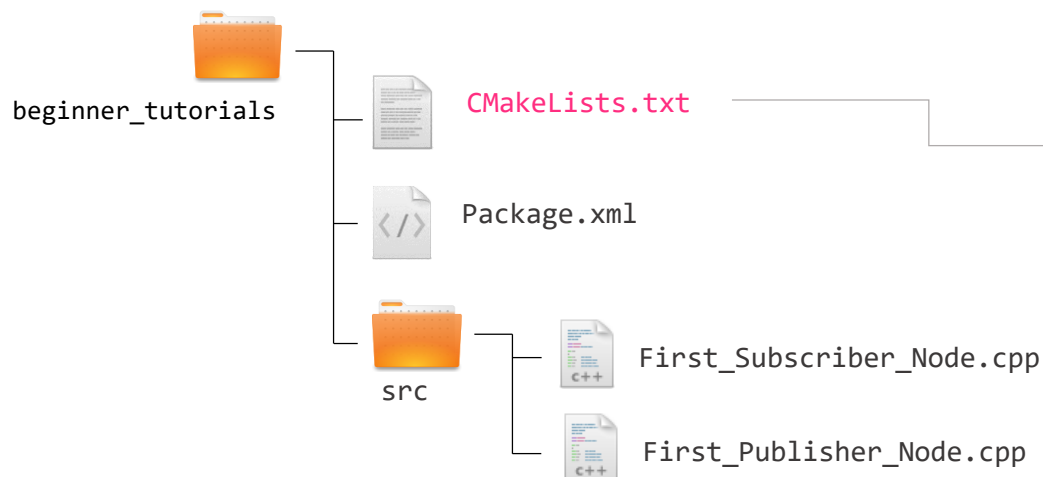 beginner_tutorials
CMakeLists.txt
Package.xml
</>
src
First_Subscriber_Node.cpp
c++
First_Publisher_Node.cpp
c++